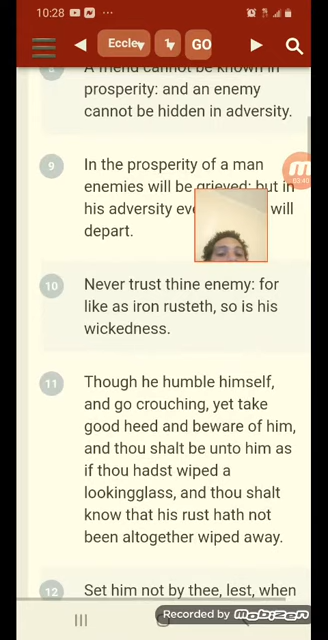 10:28
Eccle
1
GO
A friend cannot be known in
prosperity: and an enemy
cannot be hidden in adversity.
9
In the prosperity of a man
enemies will be grieved: but in
his adversity will
depart.
10
Never trust thine enemy: for
like as iron rusteth, so is his
wickedness.
11
Though he humble himself,
and go crouching, yet take
good heed and beware of him,
and thou shalt be unto him as
if thou hadst wiped a
lookingglass, and thou shalt
know that his rust hath not
been altogether wiped away.
12
Set him not by thee, lest, when
Recorded by mobizen